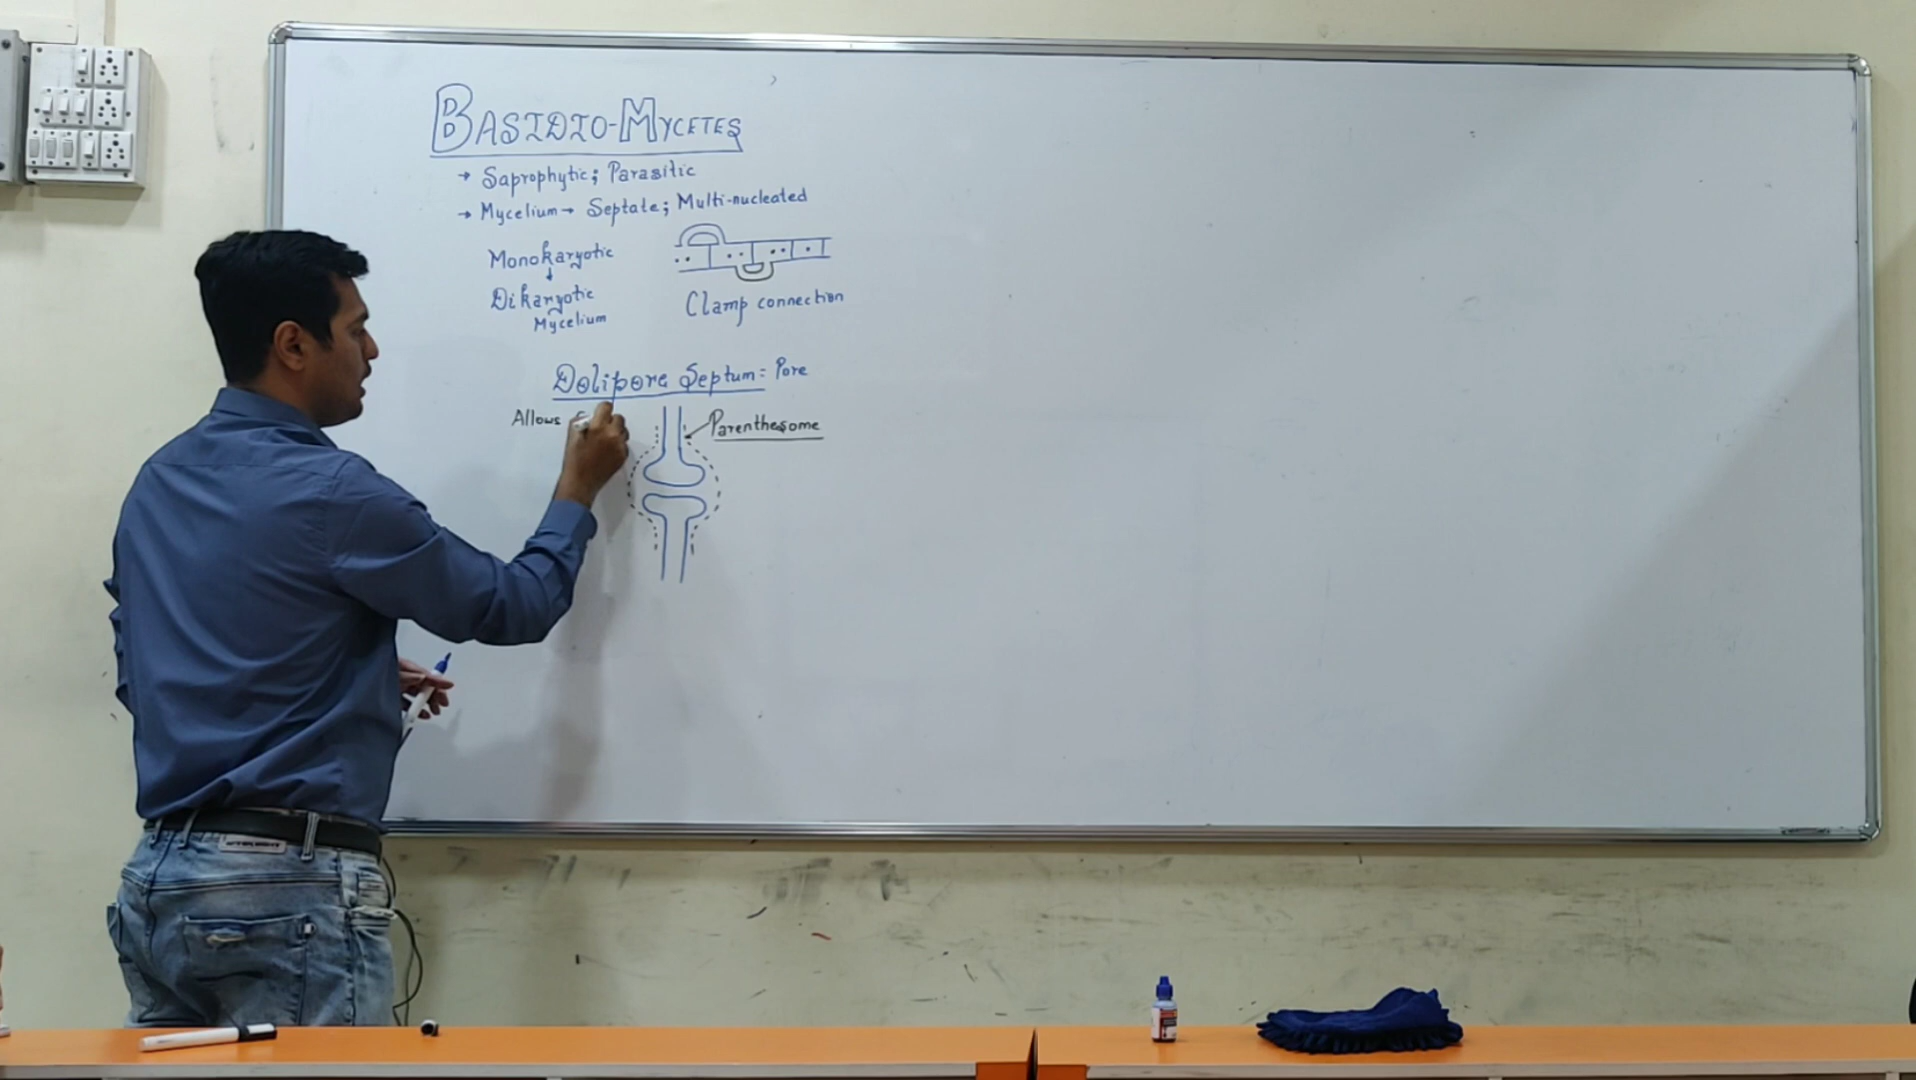 BASIDIO-MYCETES
→ Saprophytic; Parasitic
→ Mycelium → Septate; Multi-nucleated
Monokaryotic
↓
Dikaryotic
Mycelium
Clamp connection
Dolipore Septum = Pore
Allows
Parenthesome